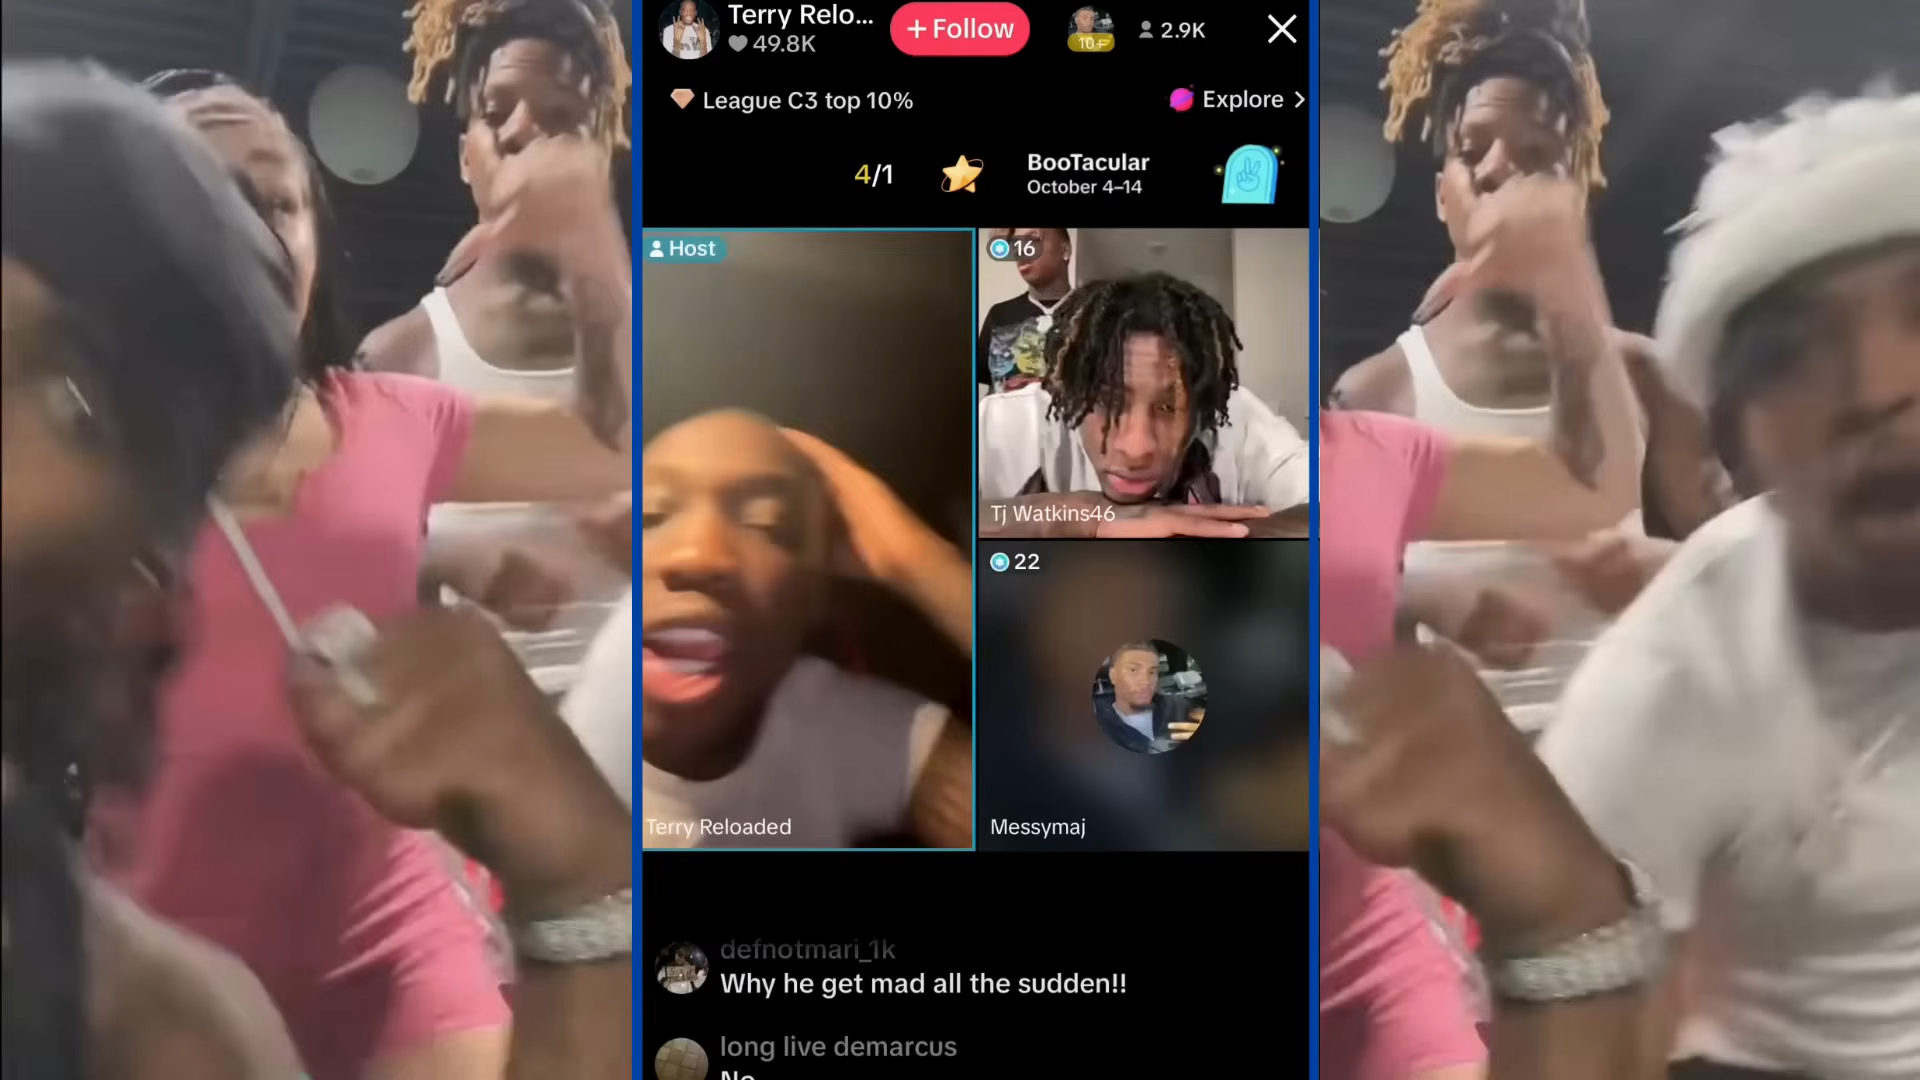 Terry Relo...
49.8K
+ Follow
10+
2.9K
League C3 top 10%
Explore
4/1
BooTacular
October 4–14
Host
16
Tj Watkins46
22
Terry Reloaded
Messymaj
defnotmari_1k
Why he get mad all the sudden!!
long live demarcus
No